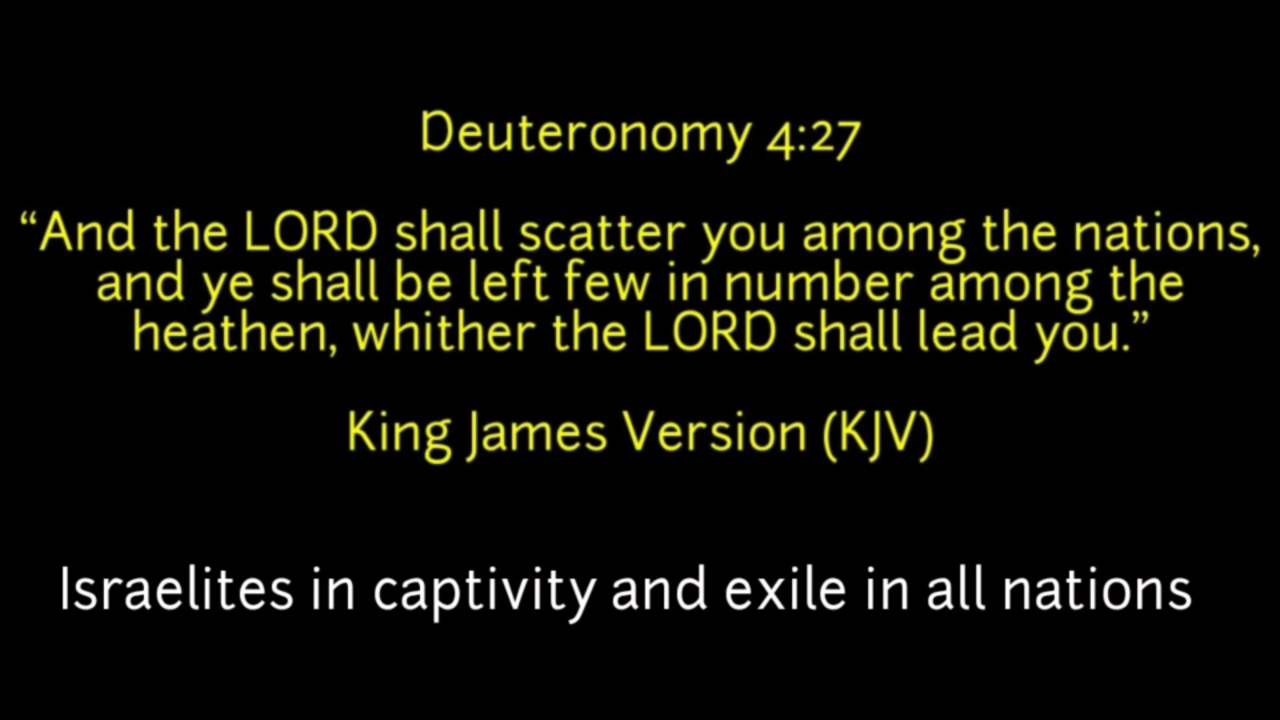 Deuteronomy 4:27
“And the LORD shall scatter you among the nations,
and ye shall be left few in number among the
heathen, whither the LORD shall lead you.”
King James Version (KJV)
Israelites in captivity and exile in all nations